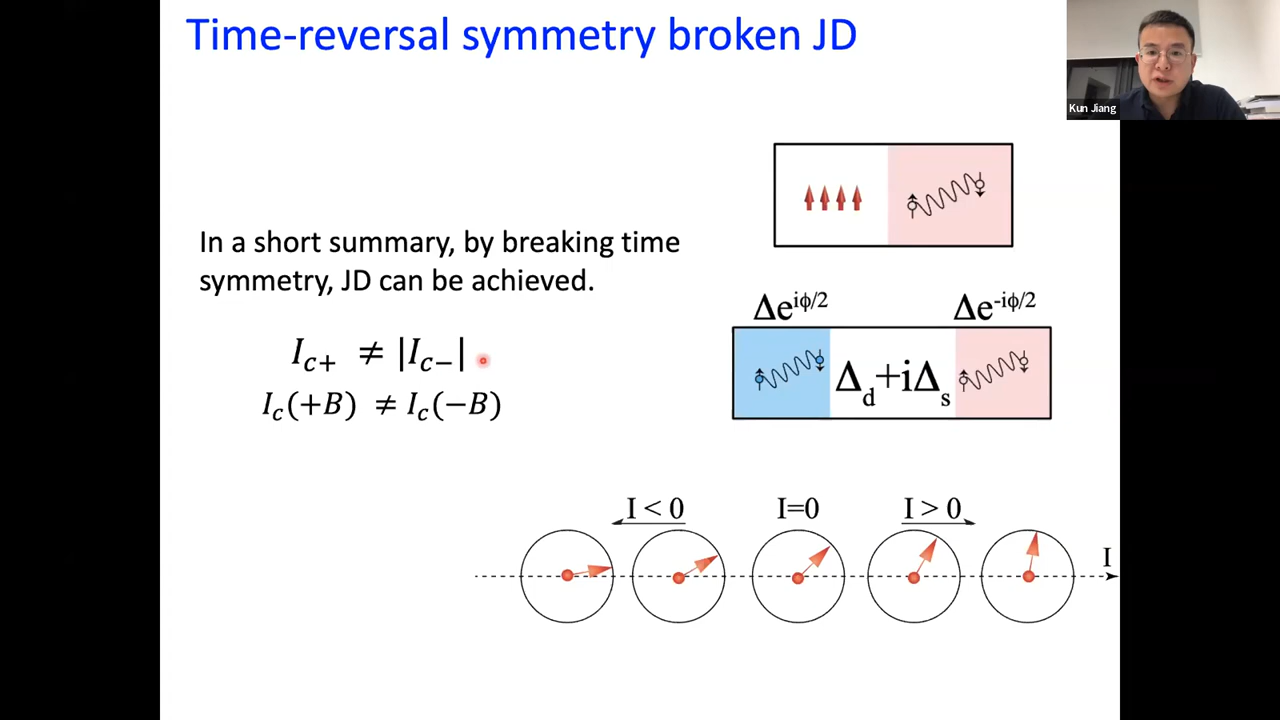 Time-reversal symmetry broken JD
Kun Jiang
In a short summary, by breaking time
symmetry, JD can be achieved.
I_{c+} ≠ |I_{c−}|
I_c(+B) ≠ I_c(−B)
Δe^{iϕ/2} Δe^{-iϕ/2}
Δ_d+iΔ_s
I < 0 I=0 I > 0
I